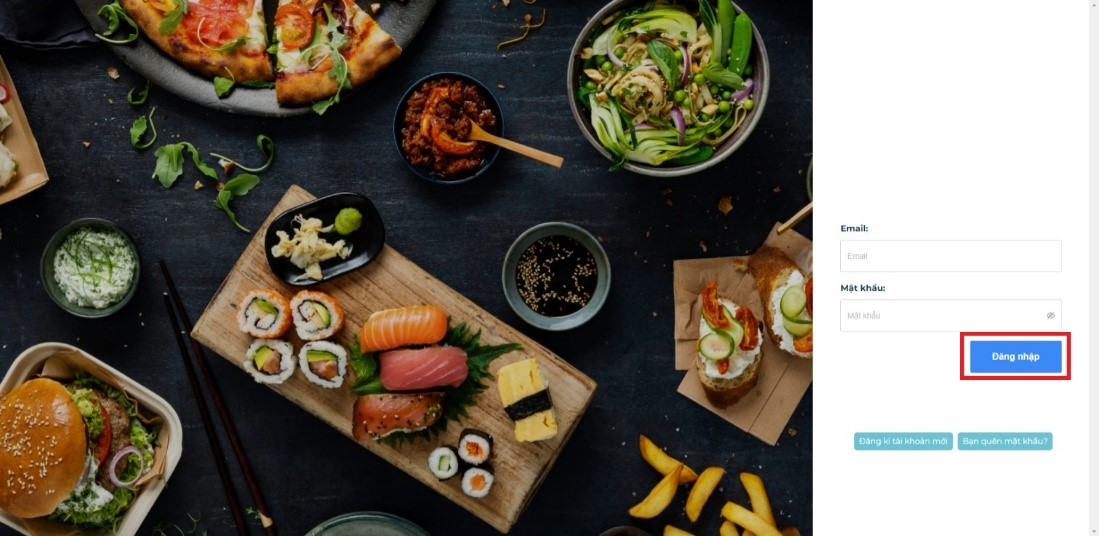 Email:
Email
Mật khẩu:
Mật khẩu
Đăng nhập
Đăng kí tài khoản mới
Bạn quên mật khẩu?